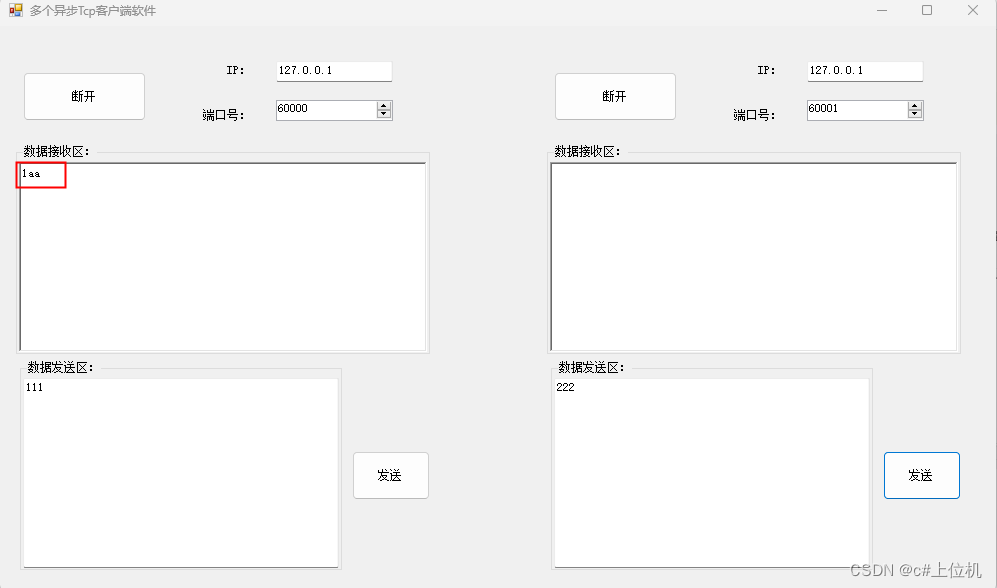 多个异步Tcp客户端软件
断开
IP:
127.0.0.1
端口号:
60000
数据接收区:
1aa
数据发送区:
111
发送
断开
IP:
127.0.0.1
端口号:
60001
数据接收区:
数据发送区:
222
发送
CSDN @c#上位机